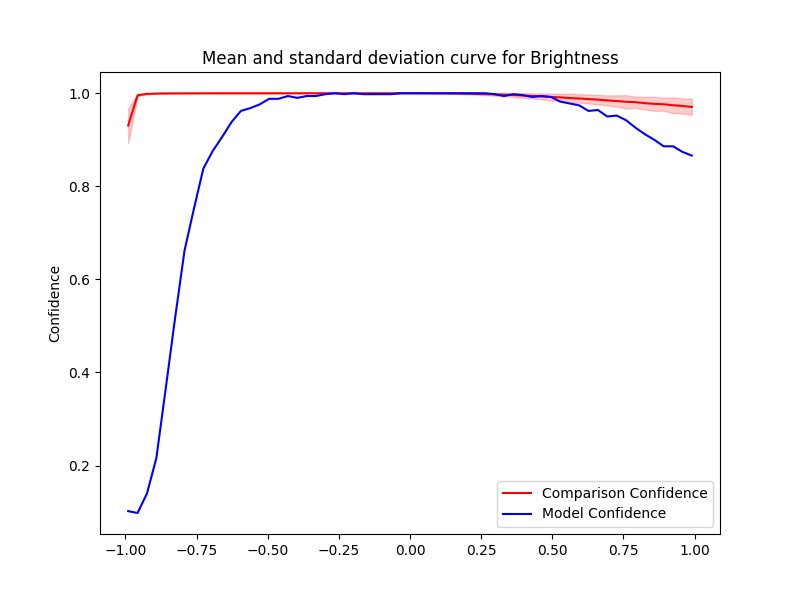 Mean and standard deviation curve for Brightness
1.0
0.8
0.6
0.4
0.2
Confidence
Comparison Confidence
Model Confidence
−1.00 −0.75 −0.50 −0.25 0.00 0.25 0.50 0.75 1.00